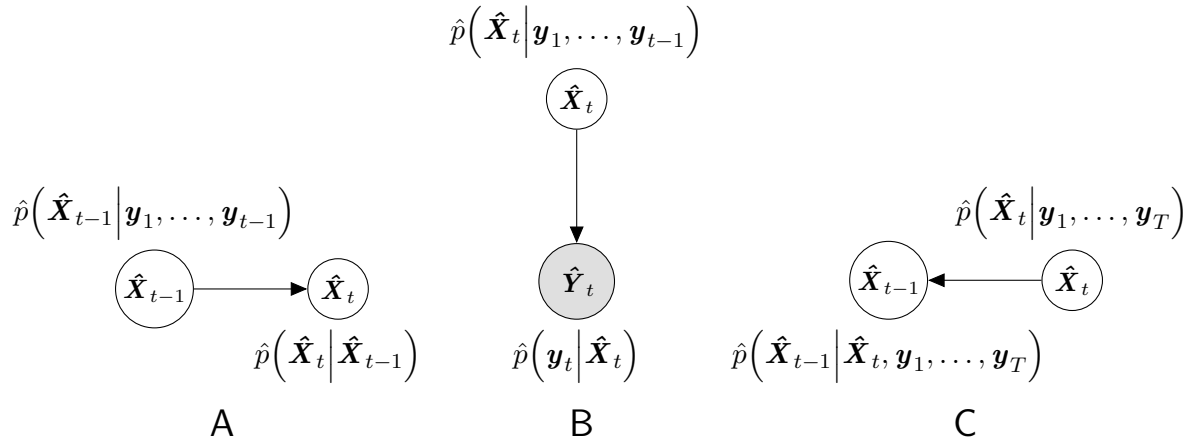 p̂(X̂_t|y_1, …, y_{t−1})
X̂_t
p̂(X̂_{t−1}|y_1, …, y_{t−1})
p̂(X̂_t|y_1, …, y_T)
X̂_{t−1} X̂_t
Ŷ_t
X̂_{t−1} X̂_t
p̂(X̂_t|X̂_{t−1})
p̂(y_t|X̂_t)
p̂(X̂_{t−1}|X̂_t, y_1, …, y_T)
A B C